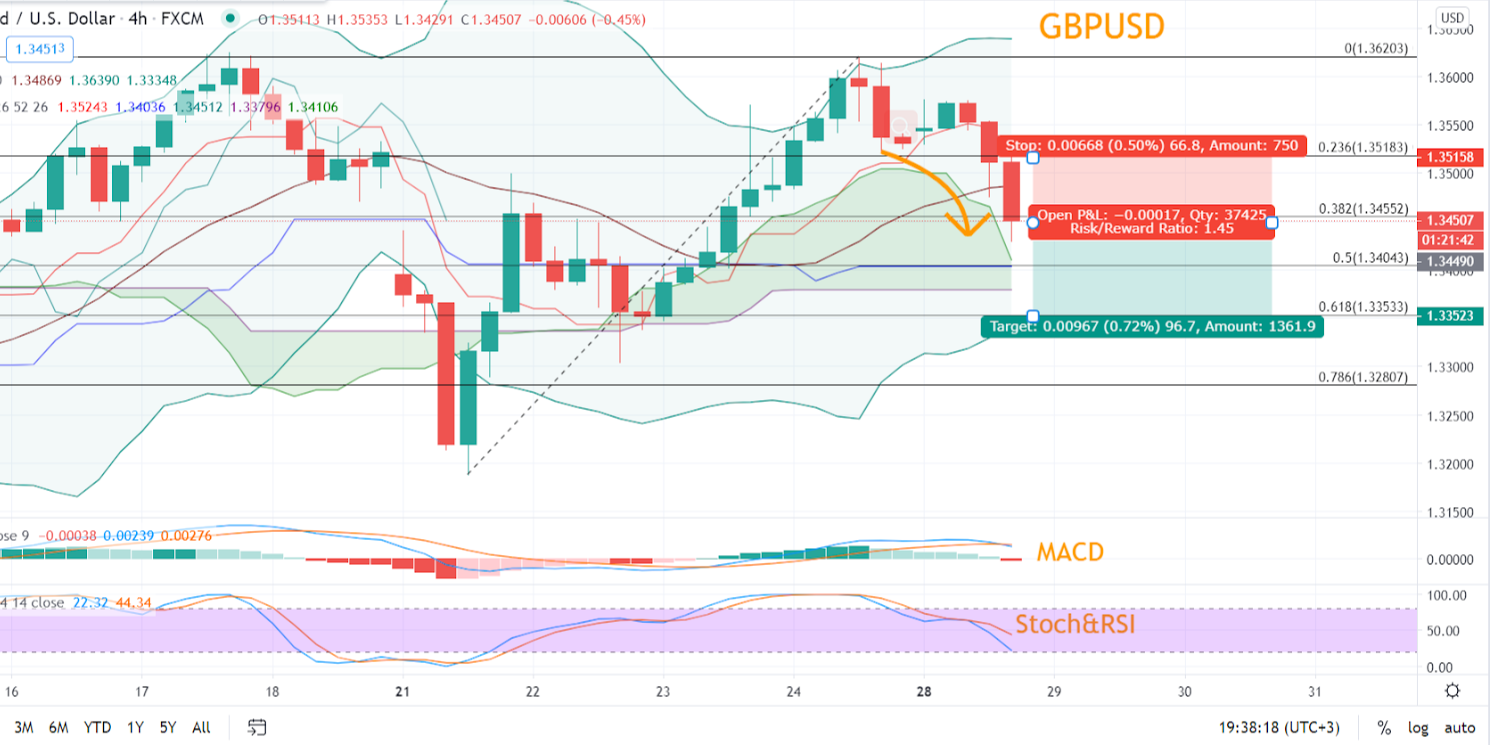 d / U.S. Dollar · 4h · FXCM O1.35113 H1.35353 L1.34291 C1.34507 −0.00606 (−0.45%)
GBPUSD
USD
1.34513
0(1.36203)
1.34869 1.36390 1.33348
1.36000
26 52 26 1.35243 1.34036 1.34512 1.33796 1.34106
1.35500
Stop: 0.00668 (0.50%) 66.8, Amount: 750
0.236(1.35183)
1.35158
1.35000
Open P&L: −0.00017, Qty: 37425
Risk/Reward Ratio: 1.45
0.382(1.34552)
1.34507
01:21:42
0.5(1.34043)
1.34490
0.618(1.33533)
1.33523
Target: 0.00967 (0.72%) 96.7, Amount: 1361.9
1.33000
0.786(1.32807)
1.32500
1.32000
1.31500
ose 9 −0.00038 0.00239 0.00276
MACD
0.00000
4 14 close 22.32 44.34
100.00
Stoch&RSI
50.00
0.00
16 17 18 21 22 23 24 28 29 30 31
3M 6M YTD 1Y 5Y All 19:38:18 (UTC+3) % log auto